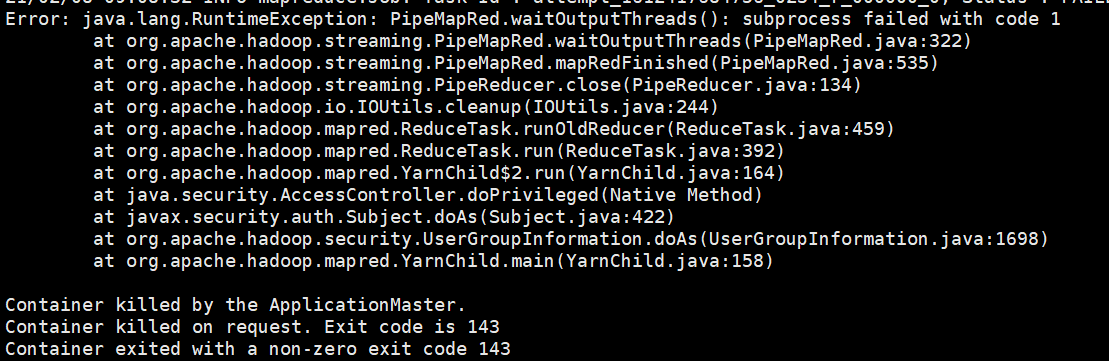 Error: java.lang.RuntimeException: PipeMapRed.waitOutputThreads(): subprocess failed with code 1
at org.apache.hadoop.streaming.PipeMapRed.waitOutputThreads(PipeMapRed.java:322)
at org.apache.hadoop.streaming.PipeMapRed.mapRedFinished(PipeMapRed.java:535)
at org.apache.hadoop.streaming.PipeReducer.close(PipeReducer.java:134)
at org.apache.hadoop.io.IOUtils.cleanup(IOUtils.java:244)
at org.apache.hadoop.mapred.ReduceTask.runOldReducer(ReduceTask.java:459)
at org.apache.hadoop.mapred.ReduceTask.run(ReduceTask.java:392)
at org.apache.hadoop.mapred.YarnChild$2.run(YarnChild.java:164)
at java.security.AccessController.doPrivileged(Native Method)
at javax.security.auth.Subject.doAs(Subject.java:422)
at org.apache.hadoop.security.UserGroupInformation.doAs(UserGroupInformation.java:1698)
at org.apache.hadoop.mapred.YarnChild.main(YarnChild.java:158)
Container killed by the ApplicationMaster.
Container killed on request. Exit code is 143
Container exited with a non-zero exit code 143